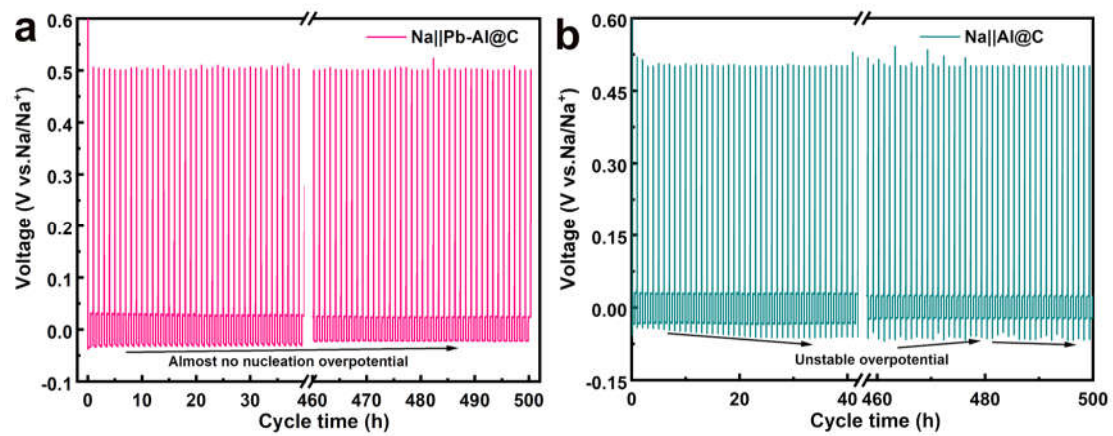 a
Na||Pb-Al@C
Voltage (V vs.Na/Na+)
0.6
0.5
0.4
0.3
0.2
0.1
0.0
-0.1
Almost no nucleation overpotential
0 10 20 30 40 460 470 480 490 500
Cycle time (h)
b
Na||Al@C
Voltage (V vs.Na/Na+)
0.60
0.45
0.30
0.15
0.00
-0.15
Unstable overpotential
0 20 40 460 480 500
Cycle time (h)